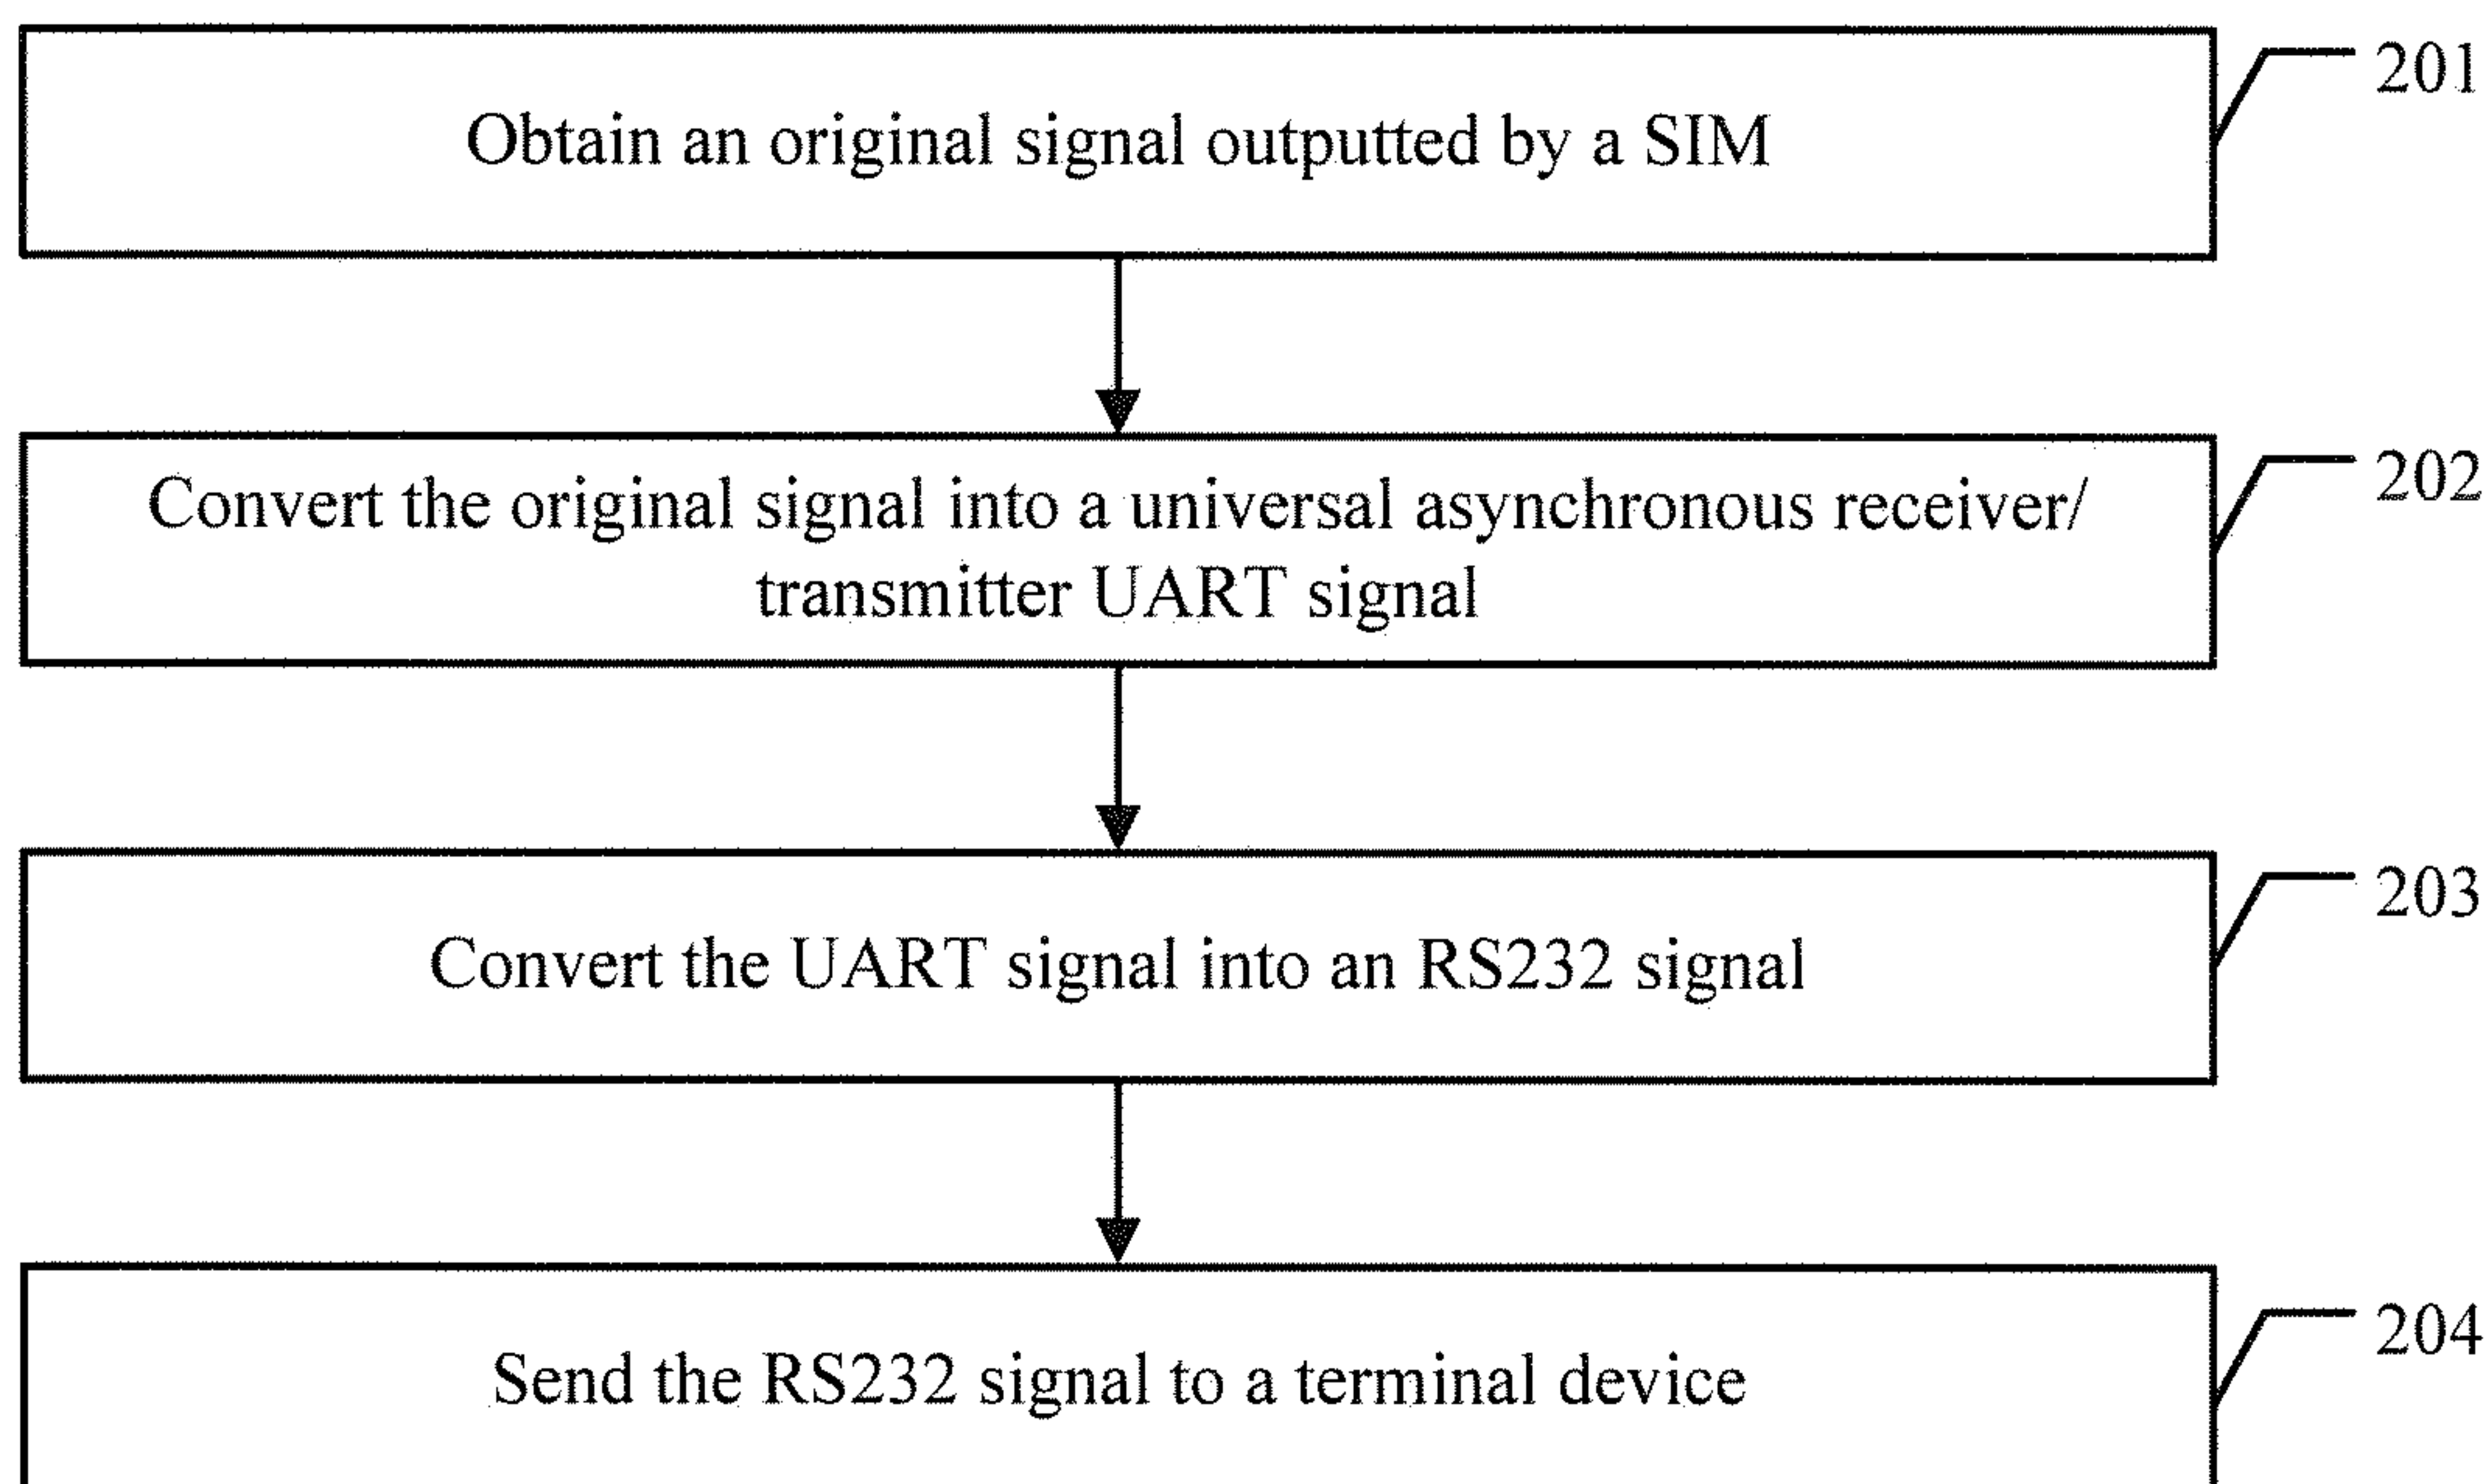 Obtain an original signal outputted by a SIM
201
Convert the original signal into a universal asynchronous receiver/
transmitter UART signal
202
Convert the UART signal into an RS232 signal
203
Send the RS232 signal to a terminal device
204